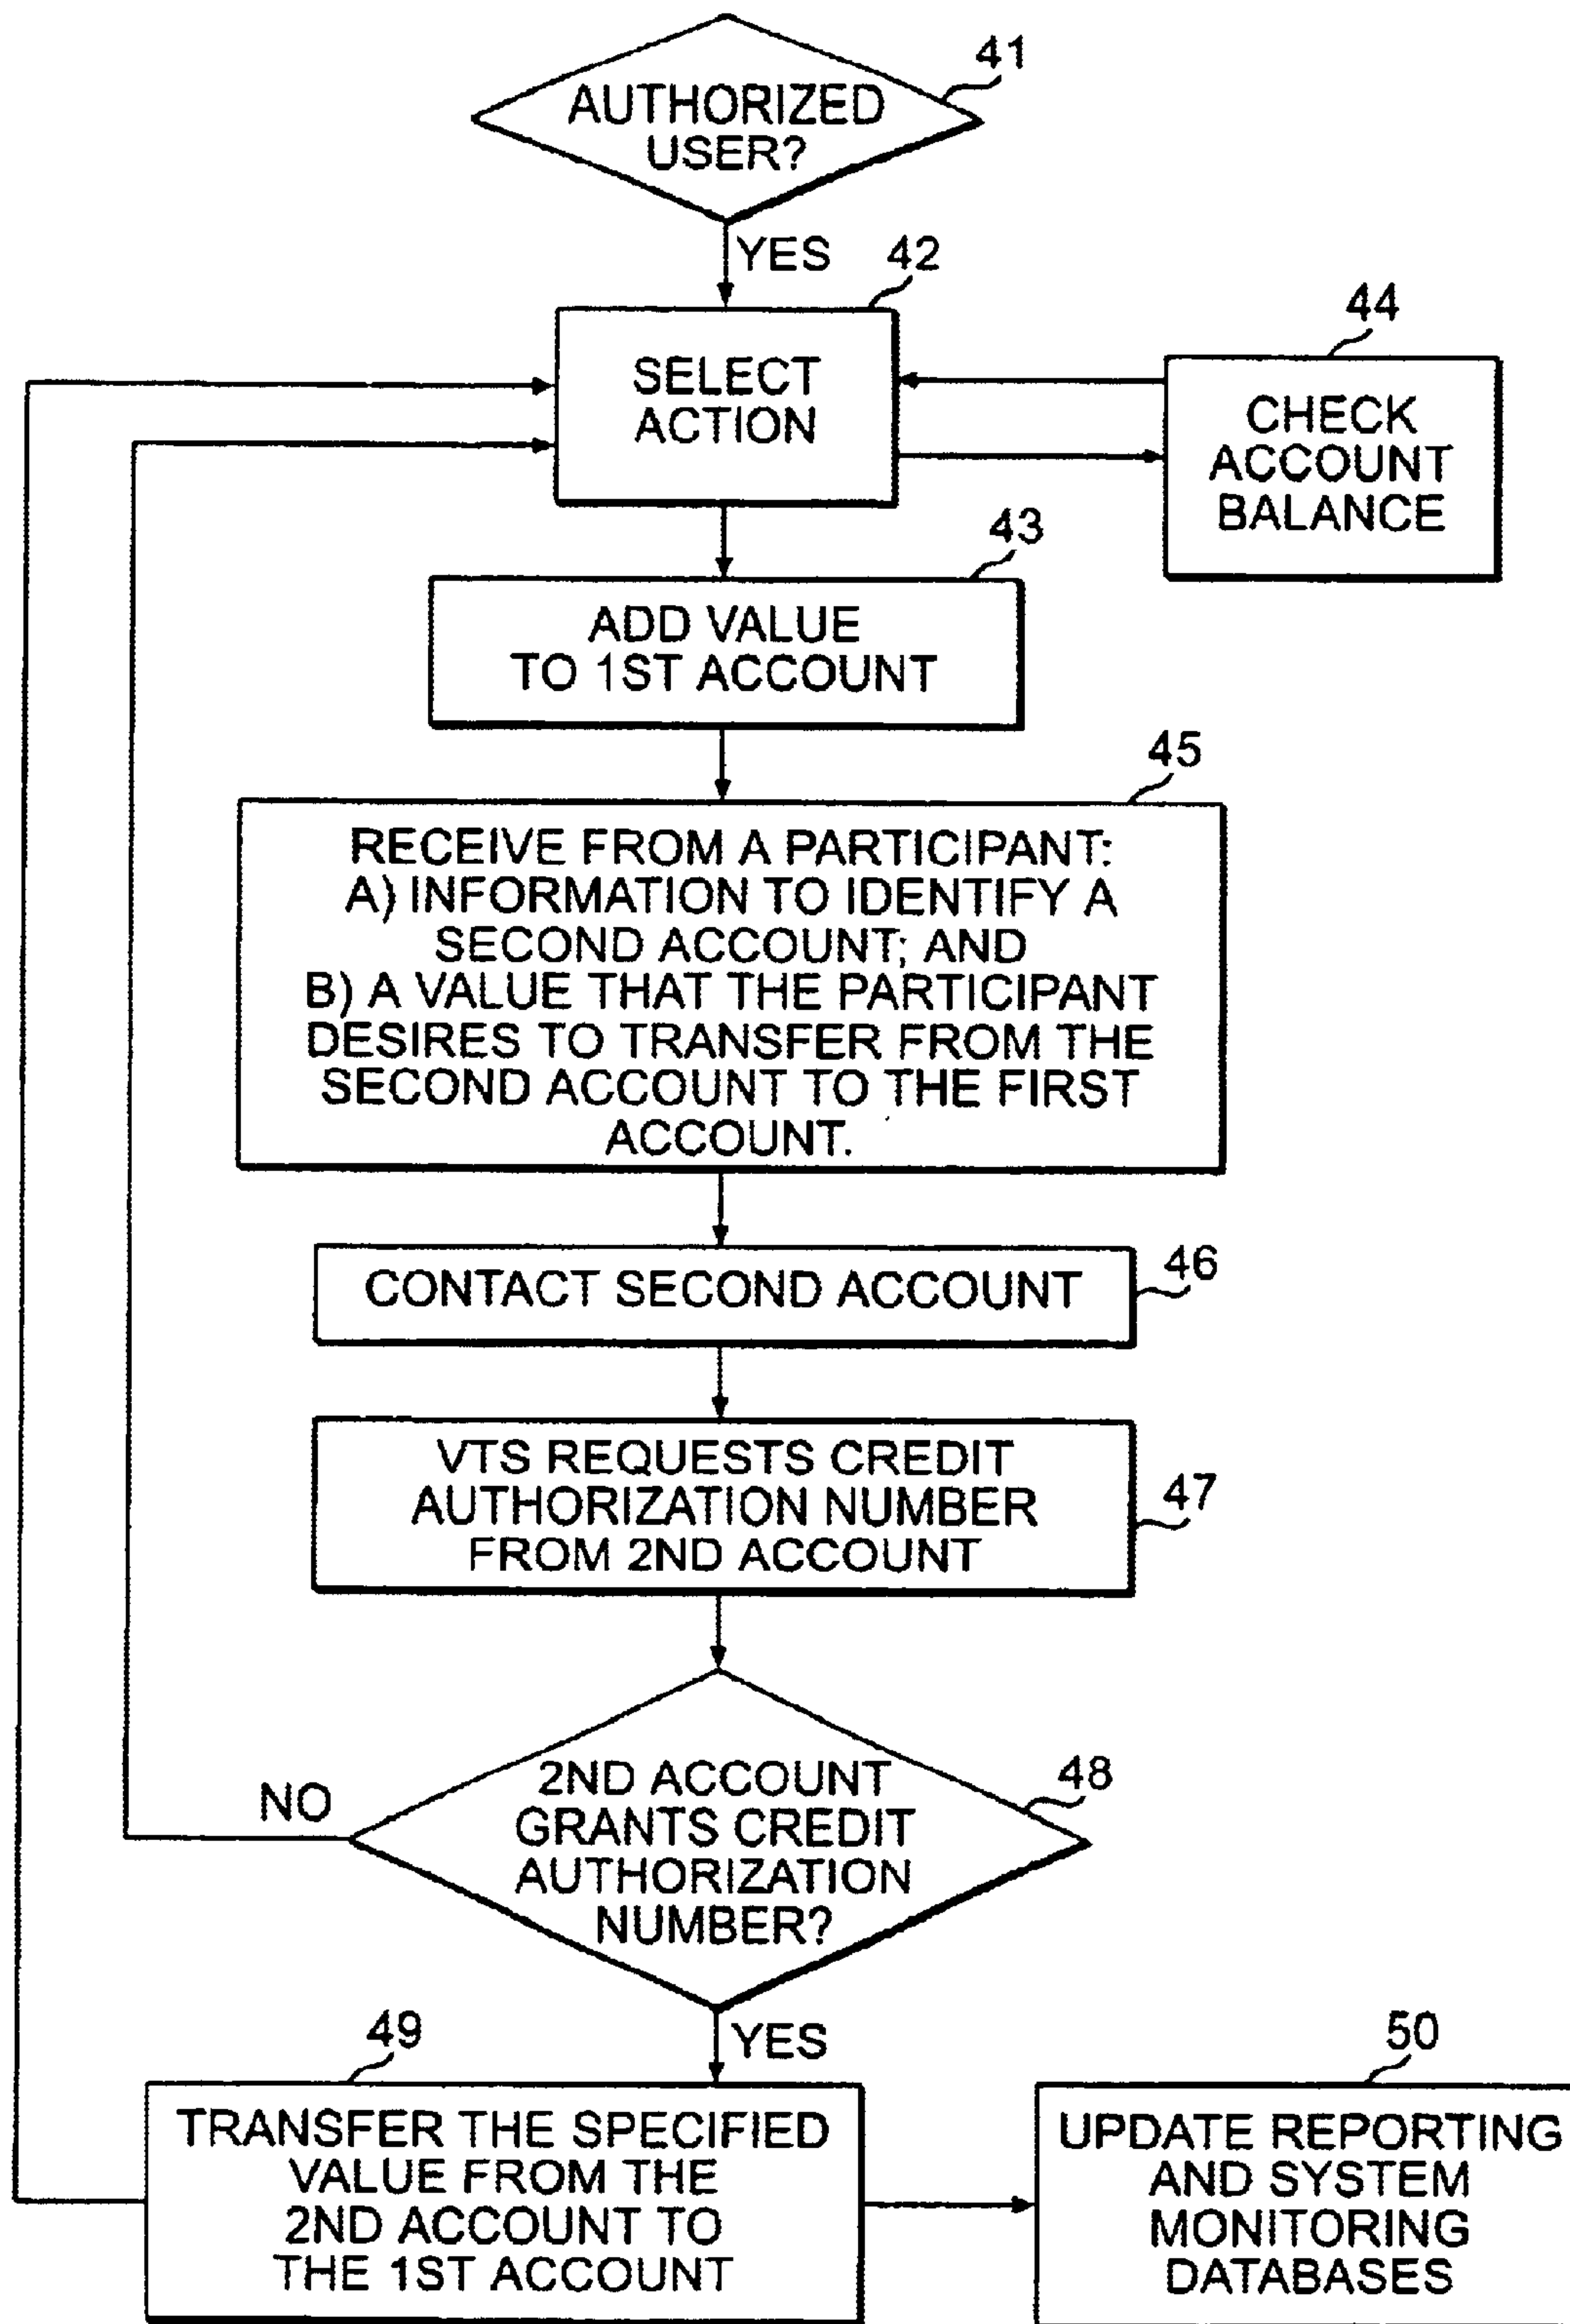 41
AUTHORIZED
USER?
YES
42
SELECT
ACTION
44
CHECK
ACCOUNT
BALANCE
43
ADD VALUE
TO 1ST ACCOUNT
45
RECEIVE FROM A PARTICIPANT:
A) INFORMATION TO IDENTIFY A
SECOND ACCOUNT; AND
B) A VALUE THAT THE PARTICIPANT
DESIRES TO TRANSFER FROM THE
SECOND ACCOUNT TO THE FIRST
ACCOUNT.
CONTACT SECOND ACCOUNT
46
VTS REQUESTS CREDIT
AUTHORIZATION NUMBER
FROM 2ND ACCOUNT
47
2ND ACCOUNT
GRANTS CREDIT
AUTHORIZATION
NUMBER?
48
NO
YES
49
TRANSFER THE SPECIFIED
VALUE FROM THE
2ND ACCOUNT TO
THE 1ST ACCOUNT
50
UPDATE REPORTING
AND SYSTEM
MONITORING
DATABASES